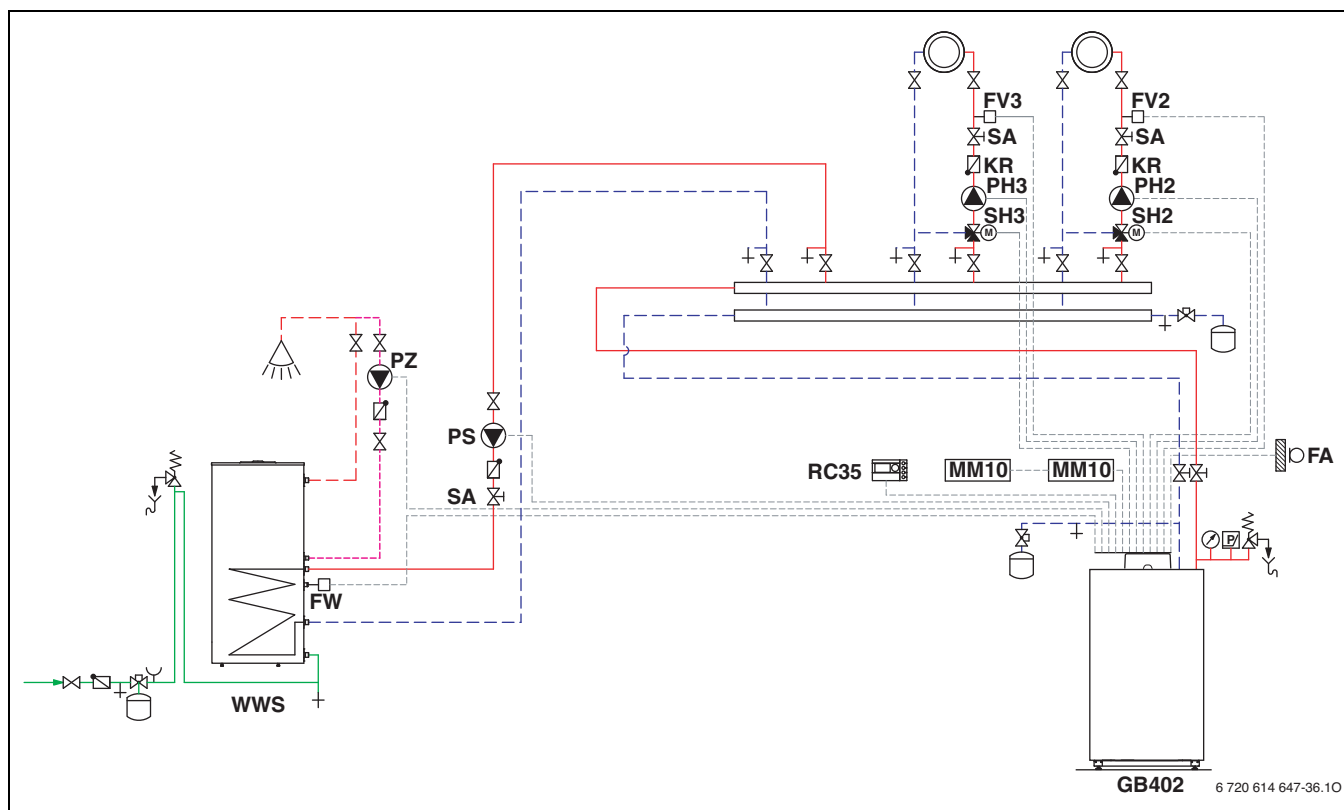 FV3
FV2
SA
SA
KR
KR
PH3
PH2
SH3
SH2
M
M
PZ
PS
SA
RC35
MM10
MM10
FA
P
FW
WWS
GB402
6 720 614 647-36.1O